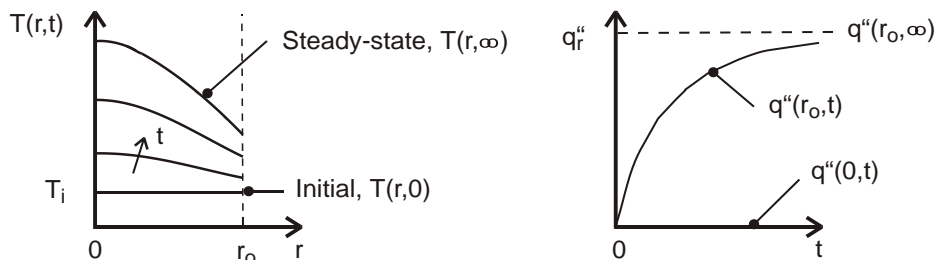 T(r,t)
Steady-state, T(r,∞)
t
T_i
Initial, T(r,0)
0
r_o
r
q_r“
q“(r_o,∞)
q“(r_o,t)
q“(0,t)
0
t